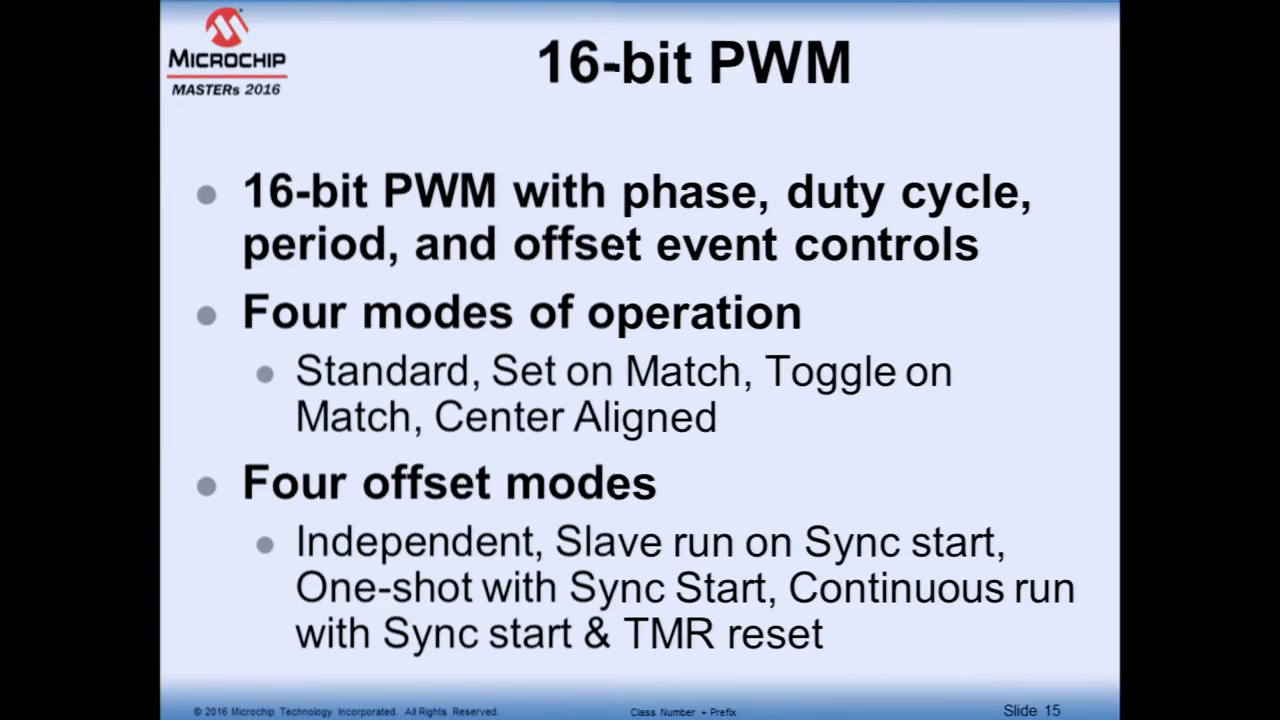 MICROCHIP
MASTERs 2016
16-bit PWM
16-bit PWM with phase, duty cycle,
period, and offset event controls
Four modes of operation
Standard, Set on Match, Toggle on
Match, Center Aligned
Four offset modes
Independent, Slave run on Sync start,
One-shot with Sync Start, Continuous run
with Sync start & TMR reset
© 2016 Microchip Technology Incorporated. All Rights Reserved.
Class Number + Prefix
Slide 15